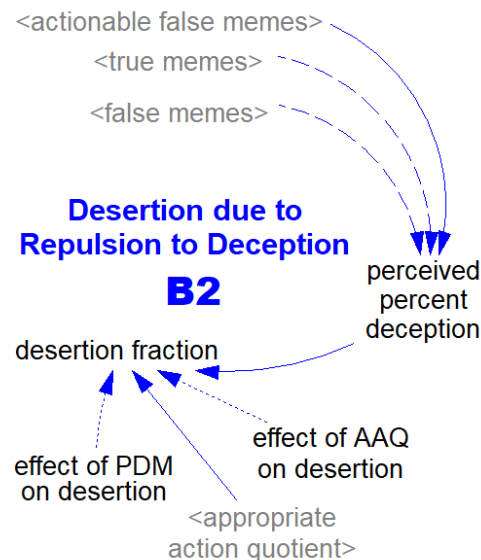 <actionable false memes>
<true memes>
<false memes>
Desertion due to
Repulsion to Deception
B2
perceived
percent
deception
desertion fraction
effect of PDM
on desertion
effect of AAQ
on desertion
<appropriate
action quotient>